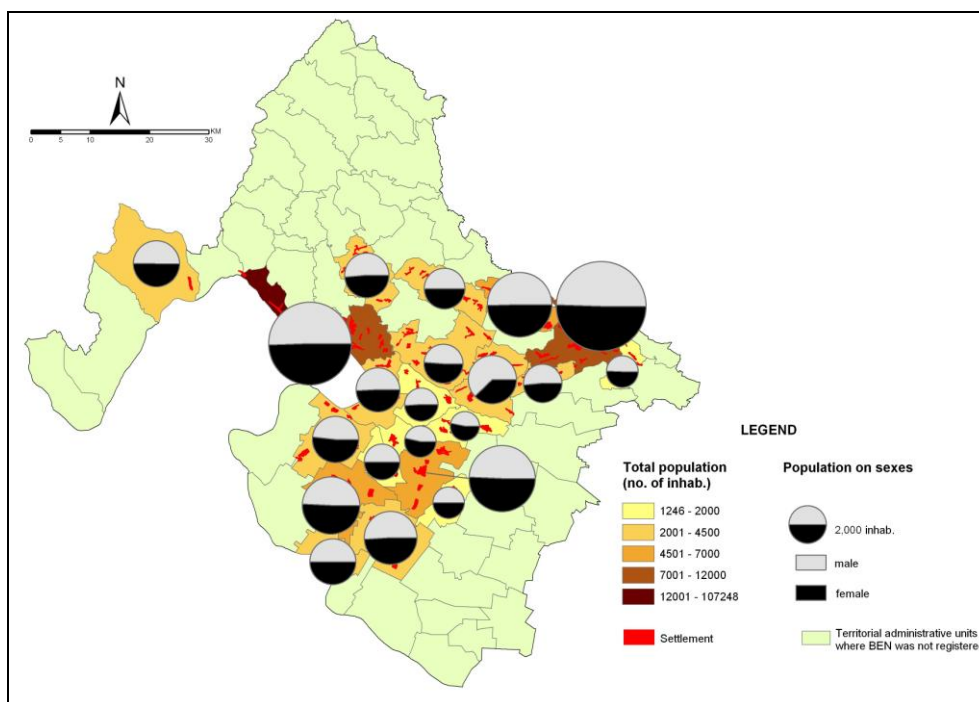 N
KM
0 5 10 20 30
LEGEND
Total population
(no. of inhab.)
1246 - 2000
2001 - 4500
4501 - 7000
7001 - 12000
12001 - 107248
Settlement
Population on sexes
2,000 inhab.
male
female
Territorial administrative units
where BEN was not registere